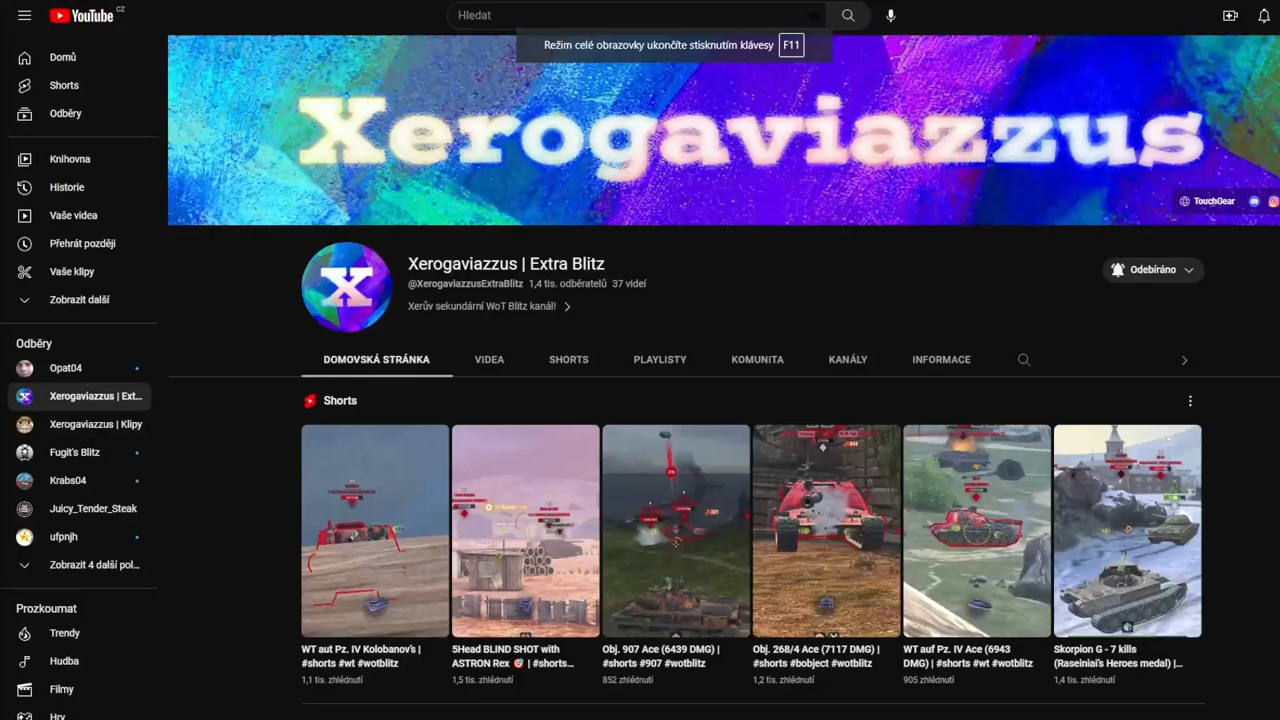 YouTube CZ
Hledat
Režim celé obrazovky ukončíte stisknutím klávesy F11
Domů
Shorts
Odběry
Knihovna
Historie
Vaše videa
Přehrát později
Vaše klipy
Zobrazit další
Odběry
Opat04
Xerogaviazzus | Ext...
Xerogaviazzus | Klipy
Fugit's Blitz
Krabs04
Juicy_Tender_Steak
ufpnjh
Zobrazit 4 další pol...
Prozkoumat
Trendy
Hudba
Filmy
Hry
Xerogaviazzus
TouchGear
X
Xerogaviazzus | Extra Blitz
@XerogaviazzusExtraBlitz 1,4 tis. odběratelů 37 videí
Xerův sekundární WoT Blitz kanál!
Odebíráno
DOMOVSKÁ STRÁNKA VIDEA SHORTS PLAYLISTY KOMUNITA KANÁLY INFORMACE
Shorts
WT aut Pz. IV Kolobanov's |
#shorts #wt #wotblitz
1,1 tis. zhlédnutí
5Head BLIND SHOT with
ASTRON Rex 🎯 | #shorts...
1,5 tis. zhlédnutí
Obj. 907 Ace (6439 DMG) |
#shorts #907 #wotblitz
852 zhlédnutí
Obj. 268/4 Ace (7117 DMG) |
#shorts #bobject #wotblitz
1,2 tis. zhlédnutí
WT auf Pz. IV Ace (6943
DMG) | #shorts #wt #wotblitz
905 zhlédnutí
Skorpion G - 7 kills
(Raseiniai's Heroes medal) |...
1,4 tis. zhlédnutí